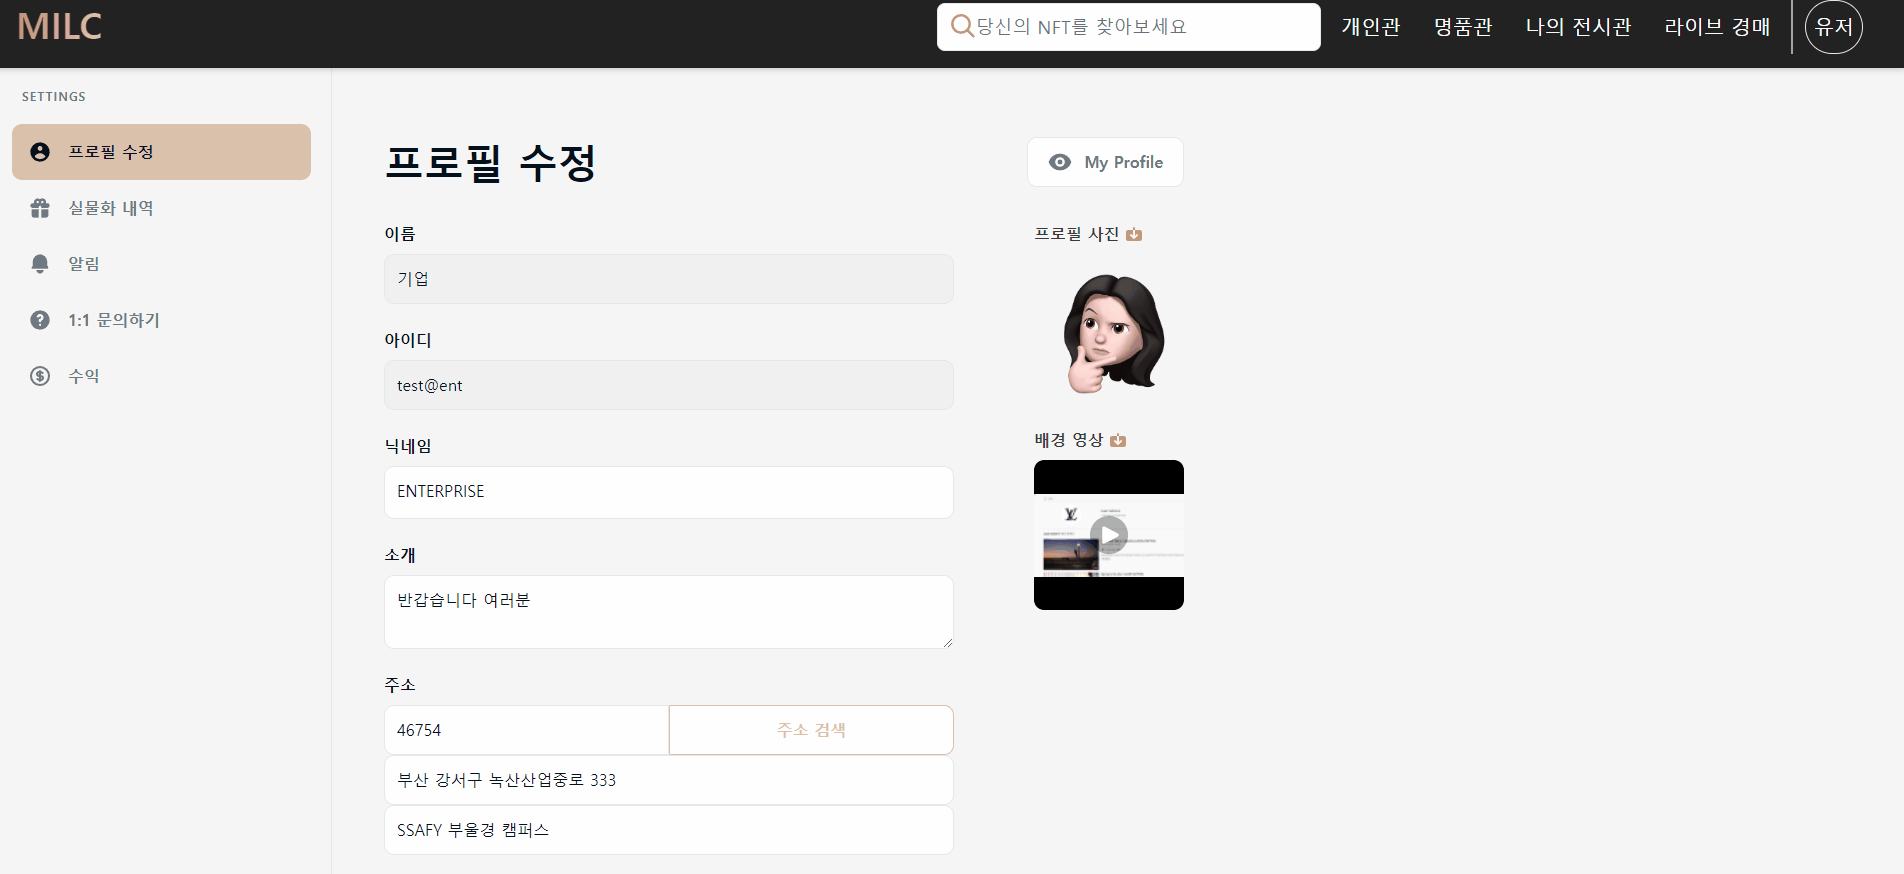 MILC
당신의 NFT를 찾아보세요
개인관
명품관
나의 전시관
라이브 경매
유저
SETTINGS
프로필 수정
실물화 내역
알림
1:1 문의하기
수익
프로필 수정
My Profile
이름
기업
아이디
test@ent
닉네임
ENTERPRISE
소개
반갑습니다 여러분
주소
46754
주소 검색
부산 강서구 녹산산업중로 333
SSAFY 부울경 캠퍼스
프로필 사진
배경 영상